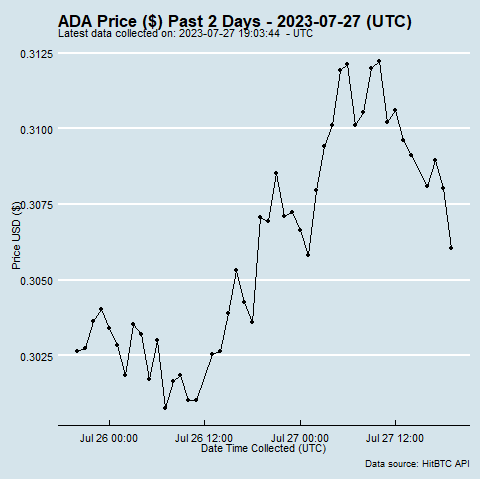 ADA Price ($) Past 2 Days - 2023-07-27 (UTC)
Latest data collected on: 2023-07-27 19:03:44 - UTC
0.3125
0.3100
0.3075
0.3050
0.3025
Price USD ($)
Jul 26 00:00
Jul 26 12:00
Jul 27 00:00
Jul 27 12:00
Date Time Collected (UTC)
Data source: HitBTC API